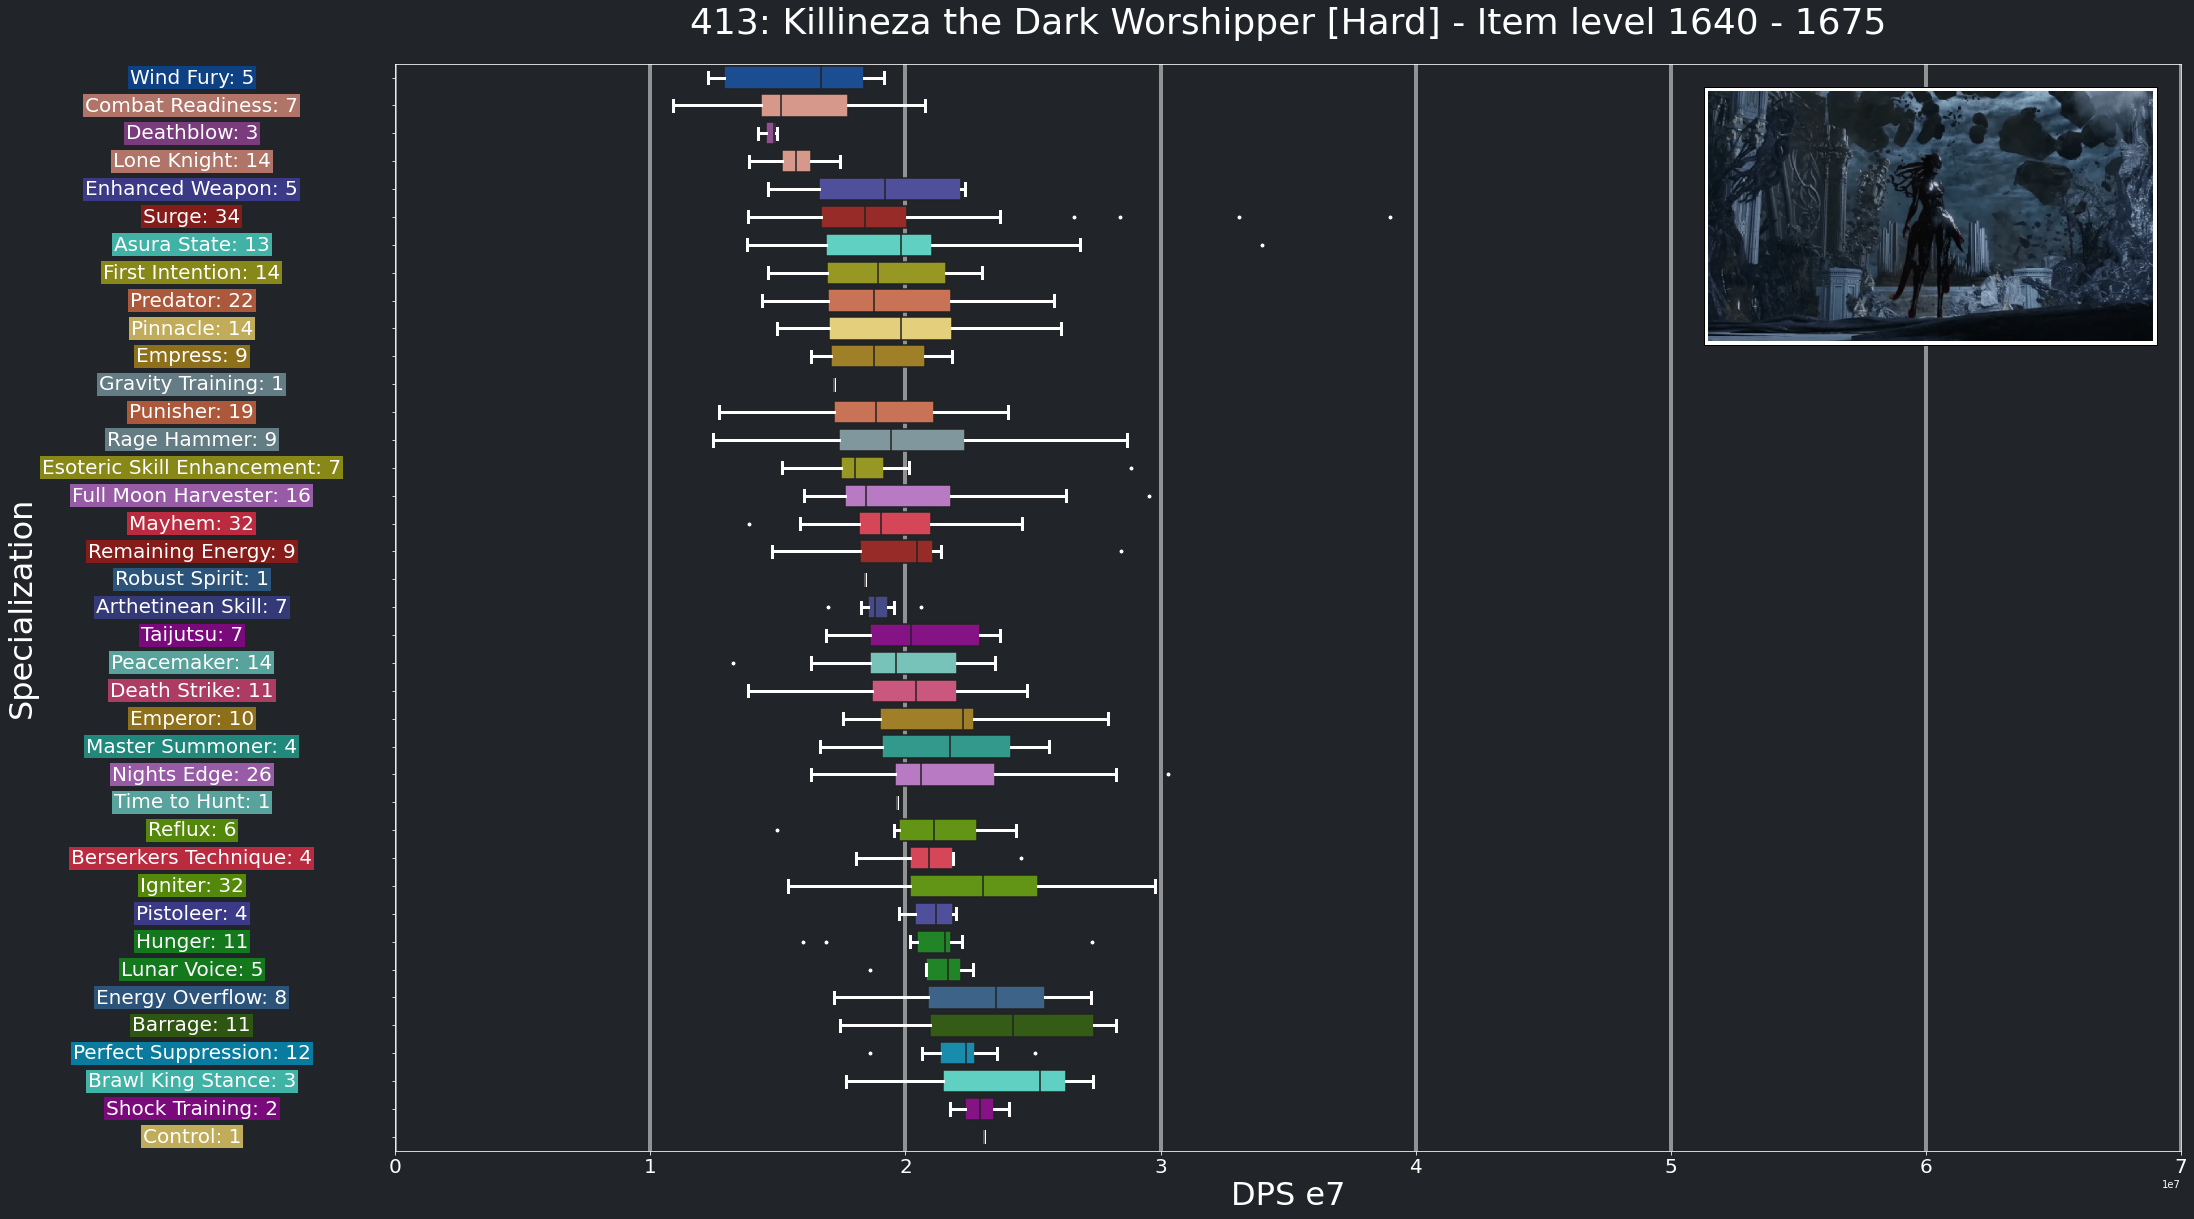 413: Killineza the Dark Worshipper [Hard] - Item level 1640 - 1675
Specialization
Wind Fury: 5
Combat Readiness: 7
Deathblow: 3
Lone Knight: 14
Enhanced Weapon: 5
Surge: 34
Asura State: 13
First Intention: 14
Predator: 22
Pinnacle: 14
Empress: 9
Gravity Training: 1
Punisher: 19
Rage Hammer: 9
Esoteric Skill Enhancement: 7
Full Moon Harvester: 16
Mayhem: 32
Remaining Energy: 9
Robust Spirit: 1
Arthetinean Skill: 7
Taijutsu: 7
Peacemaker: 14
Death Strike: 11
Emperor: 10
Master Summoner: 4
Nights Edge: 26
Time to Hunt: 1
Reflux: 6
Berserkers Technique: 4
Igniter: 32
Pistoleer: 4
Hunger: 11
Lunar Voice: 5
Energy Overflow: 8
Barrage: 11
Perfect Suppression: 12
Brawl King Stance: 3
Shock Training: 2
Control: 1
0 1 2 3 4 5 6 7
1e7
DPS e7